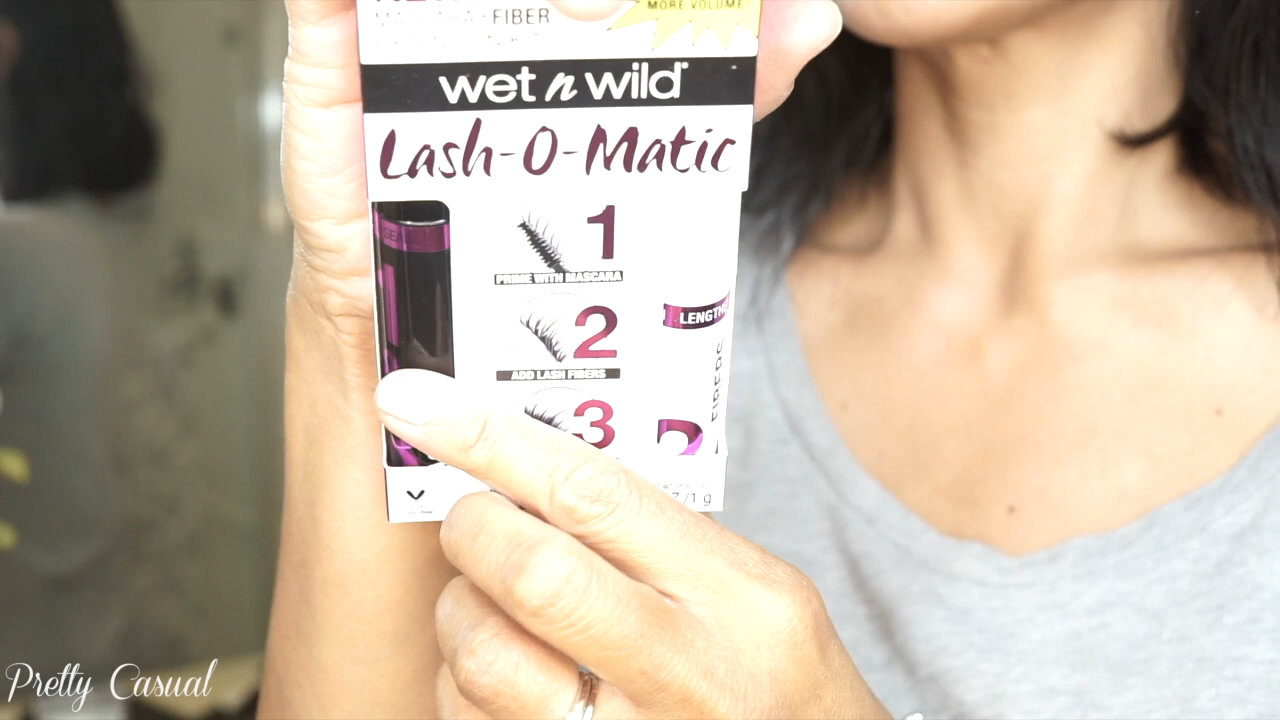 FIBER
MORE VOLUME
wet n wild
Lash-O-Matic
1
PRIME WITH MASCARA
2
ADD LASH FIBERS
3
LENGTH
FIBERS
V
/1 g
Pretty Casual